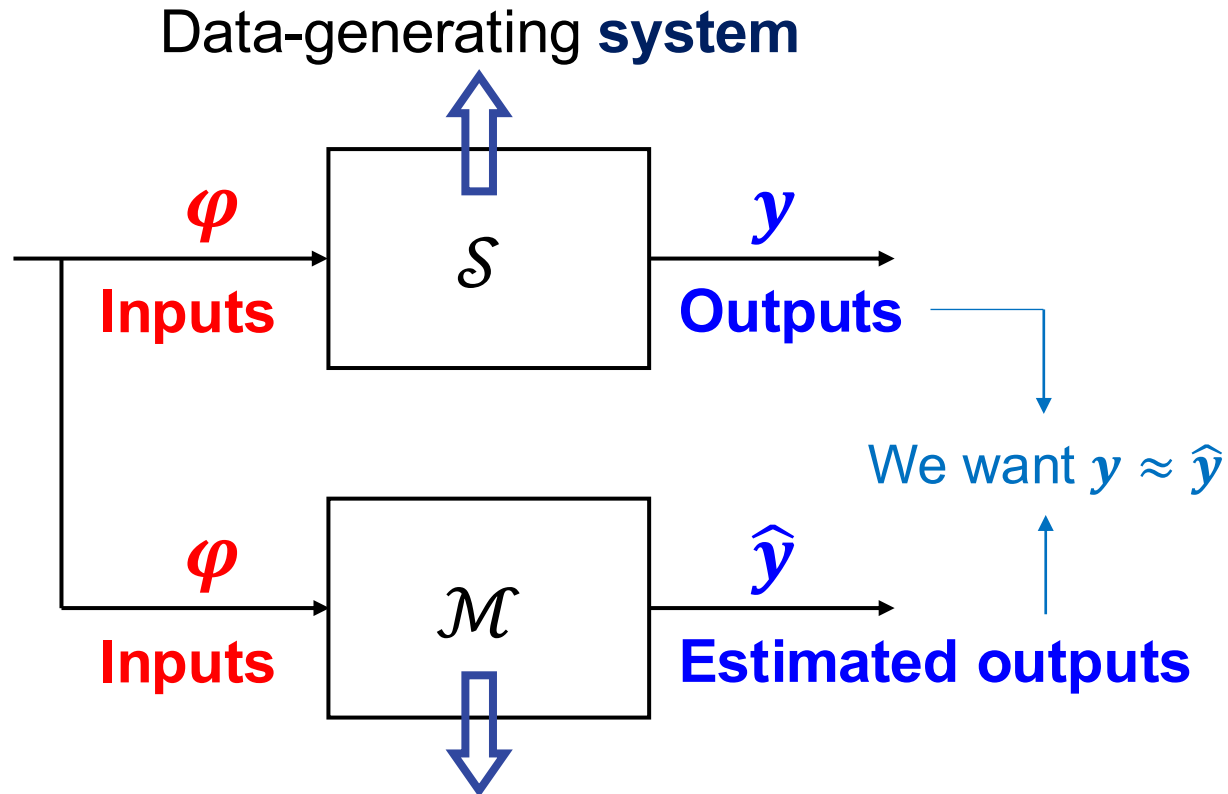 Data-generating system
φ
y
𝒮
Inputs
Outputs
We want y ≈ ŷ
φ
ŷ
ℳ
Inputs
Estimated outputs